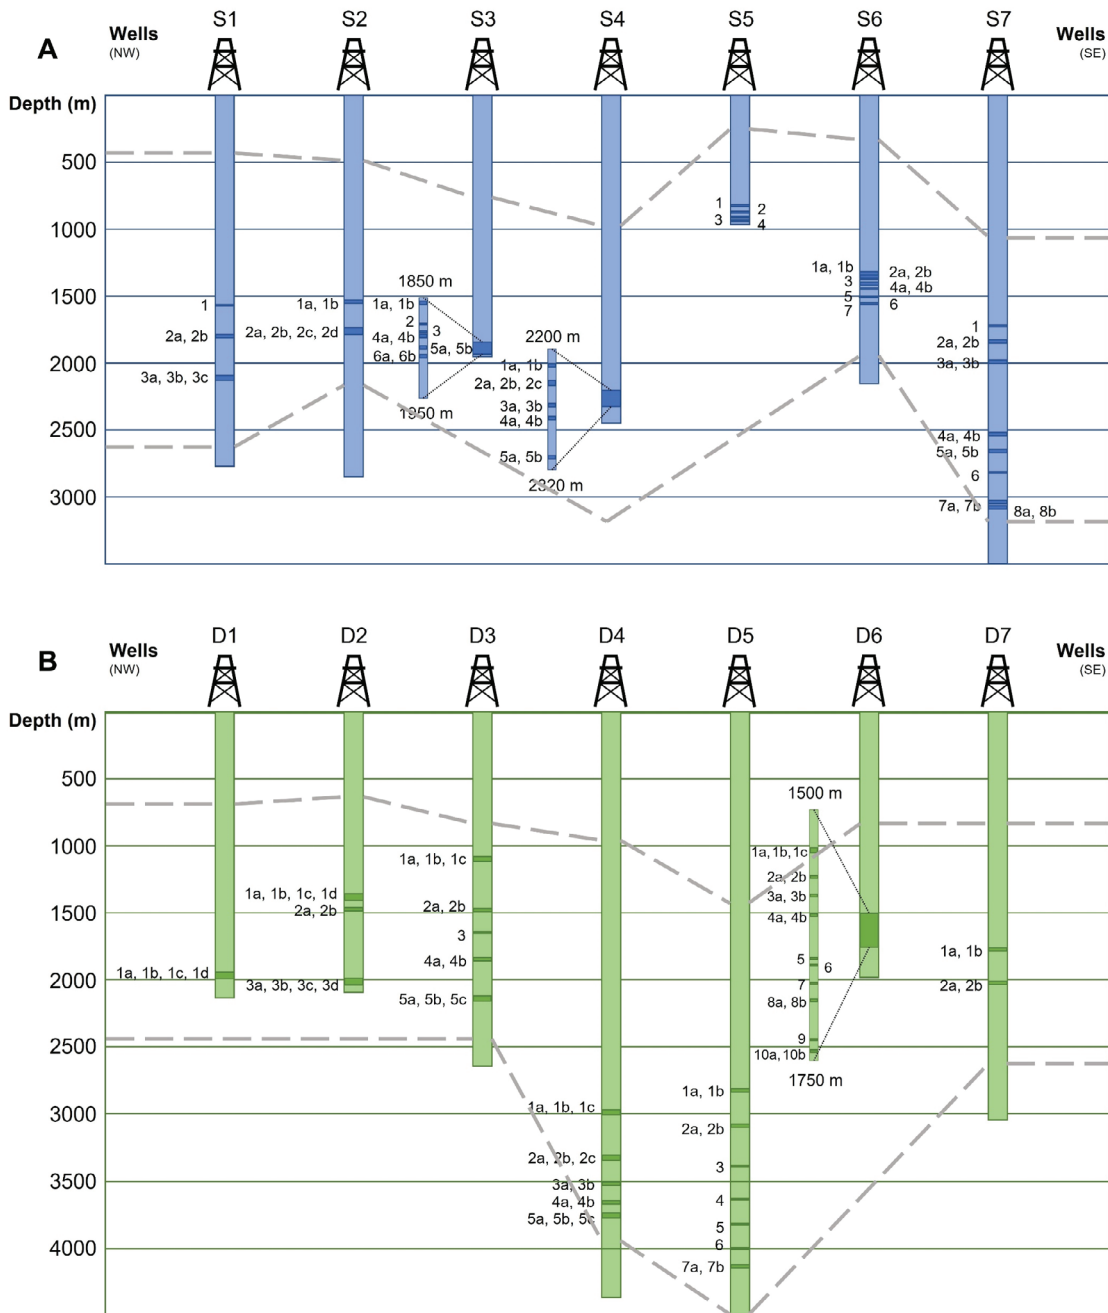 A
Wells
(NW)
S1 S2 S3 S4 S5 S6 S7
Wells
(SE)
Depth (m)
500
1000
1500
2000
2500
3000
1
2a, 2b
3a, 3b, 3c
1a, 1b
2a, 2b, 2c, 2d
1850 m
1a, 1b
2
3
4a, 4b
5a, 5b
6a, 6b
1950 m
2200 m
1a, 1b
2a, 2b, 2c
3a, 3b
4a, 4b
5a, 5b
2320 m
1
2
3
4
1a, 1b
2a, 2b
3
4a, 4b
5
6
7
1
2a, 2b
3a, 3b
4a, 4b
5a, 5b
6
7a, 7b
8a, 8b
B
Wells
(NW)
D1 D2 D3 D4 D5 D6 D7
Wells
(SE)
Depth (m)
500
1000
1500
2000
2500
3000
3500
4000
1a, 1b, 1c, 1d
1a, 1b, 1c, 1d
2a, 2b
3a, 3b, 3c, 3d
1a, 1b, 1c
2a, 2b
3
4a, 4b
5a, 5b, 5c
1a, 1b, 1c
2a, 2b, 2c
3a, 3b
4a, 4b
5a, 5b, 5c
1a, 1b
2a, 2b
3
4
5
6
7a, 7b
1500 m
1a, 1b, 1c
2a, 2b
3a, 3b
4a, 4b
5
6
7
8a, 8b
9
10a, 10b
1750 m
1a, 1b
2a, 2b